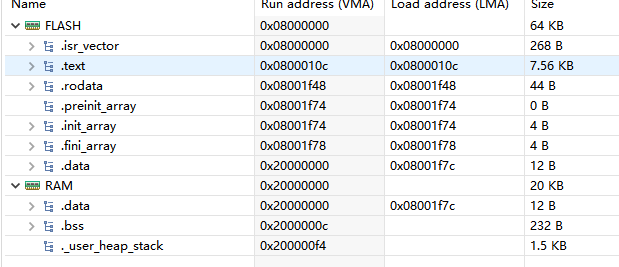 Name Run address (VMA) Load address (LMA) Size
FLASH 0x08000000 64 KB
.isr_vector 0x08000000 0x08000000 268 B
.text 0x0800010c 0x0800010c 7.56 KB
.rodata 0x08001f48 0x08001f48 44 B
.preinit_array 0x08001f74 0x08001f74 0 B
.init_array 0x08001f74 0x08001f74 4 B
.fini_array 0x08001f78 0x08001f78 4 B
.data 0x20000000 0x08001f7c 12 B
RAM 0x20000000 20 KB
.data 0x20000000 0x08001f7c 12 B
.bss 0x2000000c 232 B
._user_heap_stack 0x200000f4 1.5 KB